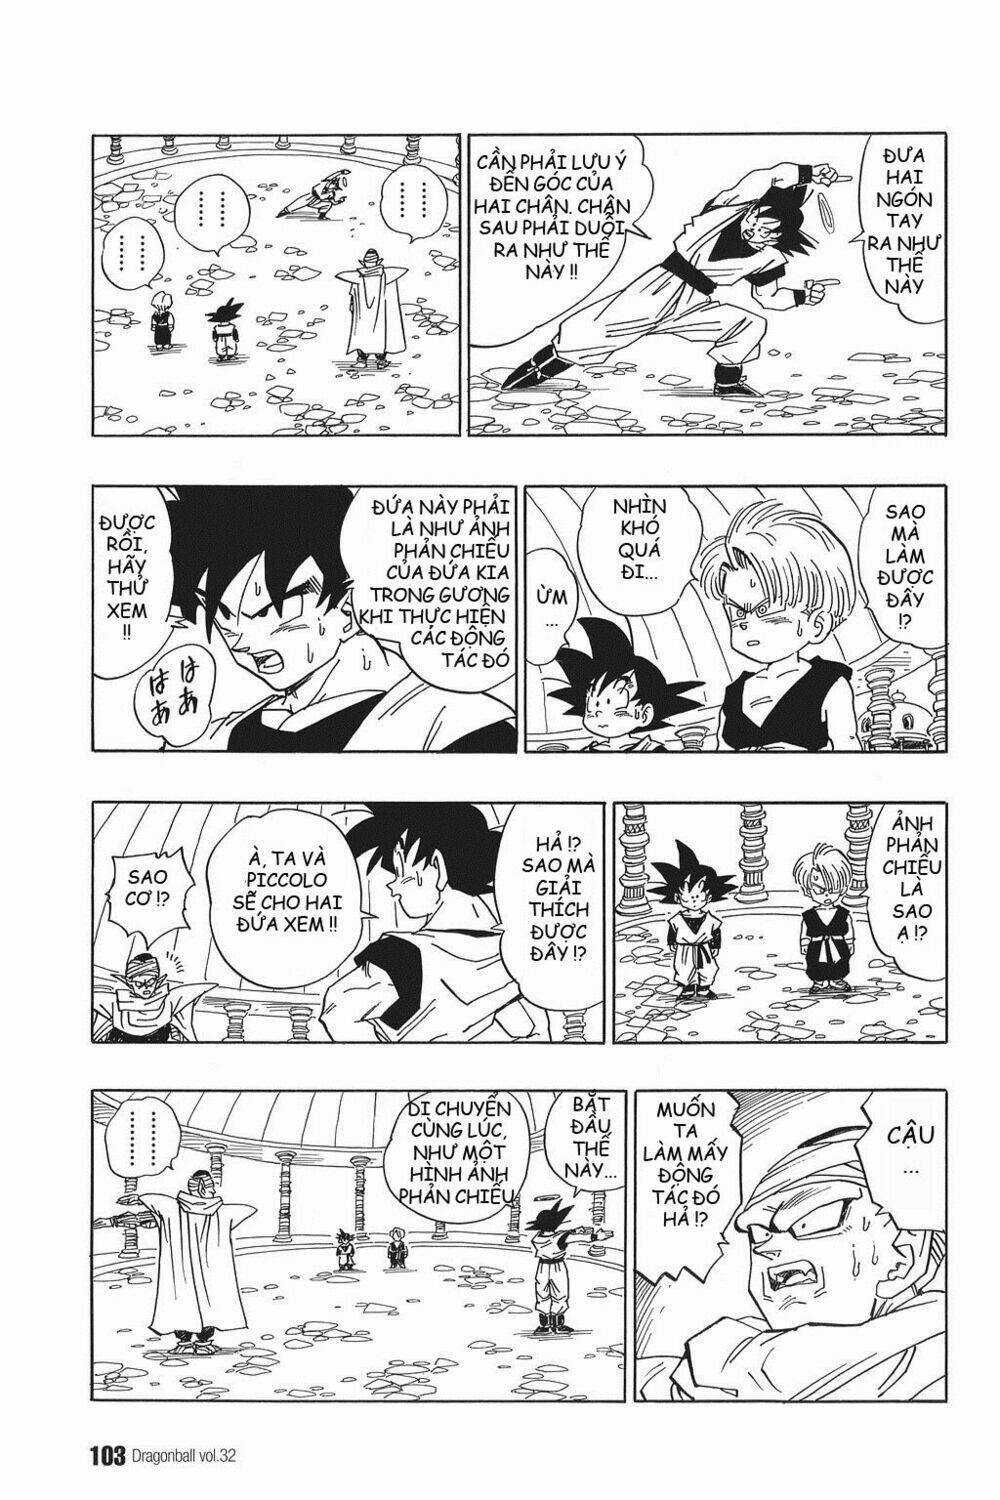 ĐƯA
HAI
NGÓN
TAY
RA NHƯ
THẾ
NÀY
CẦN PHẢI LƯU Ý
ĐẾN GÓC CỦA
HAI CHÂN. CHÂN
SAU PHẢI DUỖI
RA NHƯ THẾ
NÀY !!
......
......
......
SAO
MÀ
LÀM
ĐƯỢC
ĐÂY !?
NHÌN
KHÓ
QUÁ
ĐI...
ỪM
...
ĐỨA NÀY PHẢI
LÀ NHƯ ẢNH
PHẢN CHIẾU
CỦA ĐỨA KIA
TRONG GƯƠNG
KHI THỰC HIỆN
CÁC ĐỘNG
TÁC ĐÓ
はぁ
はぁ
ĐƯỢC
RỒI,
HÃY
THỬ
XEM
!!
ẢNH
PHẢN
CHIẾU
LÀ
SAO
Ạ !?
HẢ !?
SAO MÀ
GIẢI
THÍCH
ĐƯỢC
ĐÂY !?
À, TA VÀ
PICCOLO
SẼ CHO HAI
ĐỨA XEM !!
SAO
CƠ !?
CẬU
...
MUỐN
TA
LÀM MẤY
ĐỘNG
TÁC ĐÓ
HẢ !?
BẮT
ĐẦU
THẾ
NÀY...
DI CHUYỂN
CÙNG LÚC,
NHƯ MỘT
HÌNH ẢNH
PHẢN CHIẾU
......
103 Dragonball vol.32